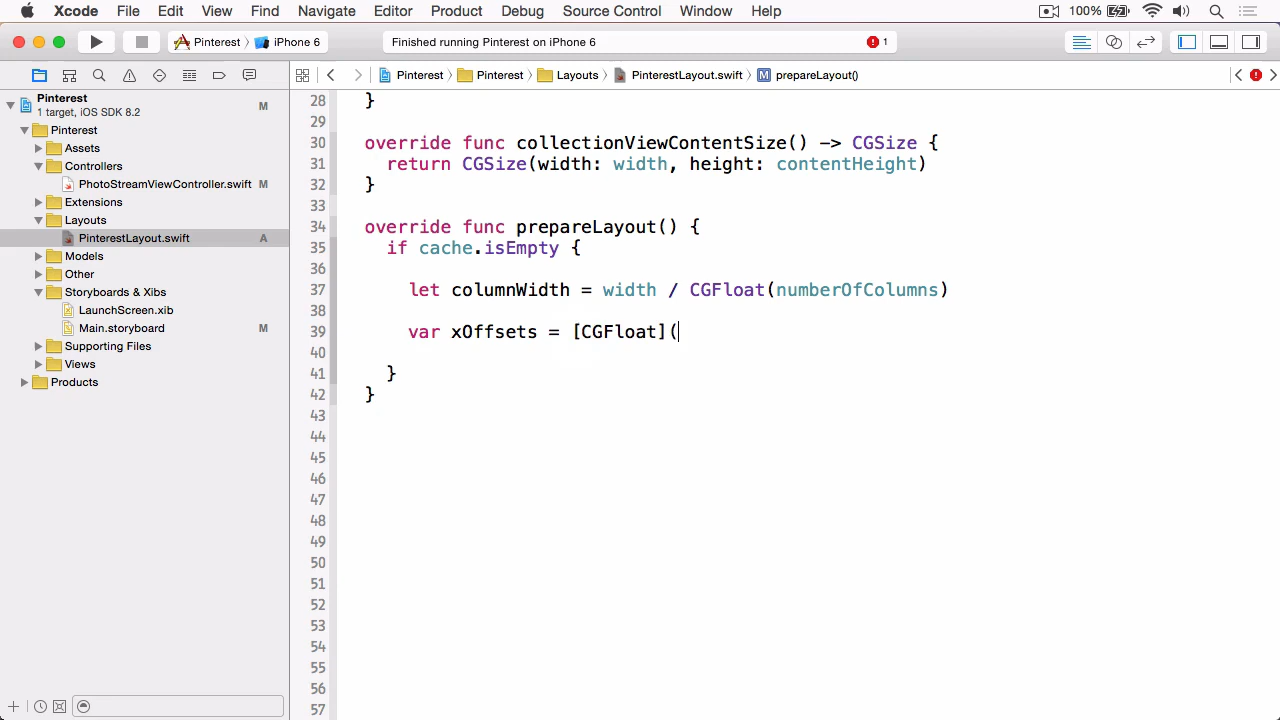 Xcode File Edit View Find Navigate Editor Product Debug Source Control Window Help 100%
Pinterest iPhone 6 Finished running Pinterest on iPhone 6 1
Pinterest Pinterest Layouts PinterestLayout.swift M prepareLayout()
Pinterest M
1 target, iOS SDK 8.2
Pinterest
Assets
Controllers
PhotoStreamViewController.swift M
Extensions
Layouts
PinterestLayout.swift A
Models
Other
Storyboards & Xibs
LaunchScreen.xib
Main.storyboard M
Supporting Files
Views
Products
28 }
29
30 override func collectionViewContentSize() -> CGSize {
31 return CGSize(width: width, height: contentHeight)
32 }
33
34 override func prepareLayout() {
35 if cache.isEmpty {
36
37 let columnWidth = width / CGFloat(numberOfColumns)
38
39 var xOffsets = [CGFloat](
40
41 }
42 }
43
44
45
46
47
48
49
50
51
52
53
54
55
56
57